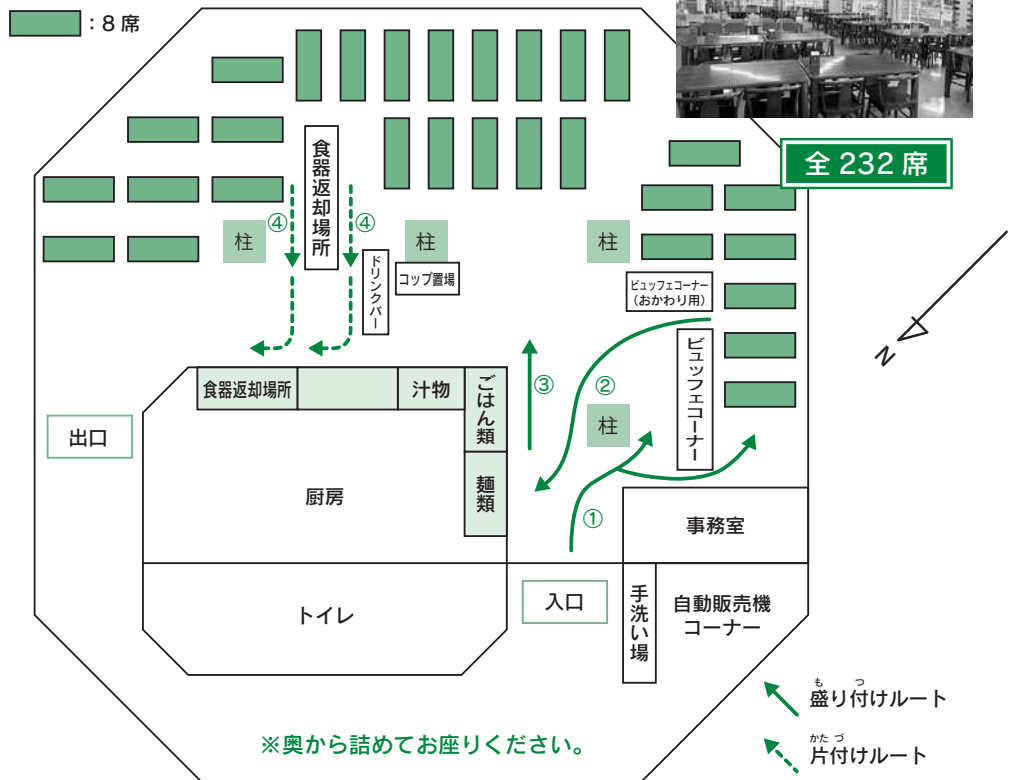 ：8 席
全 232 席
食器返却場所
④
④
柱
柱
柱
ドリンクバー
コップ置場
ビュッフェコーナー
（おかわり用）
ビュッフェコーナー
N
食器返却場所
汁物
ごはん類
麺類
③
②
柱
①
出口
厨房
事務室
トイレ
入口
手洗い場
自動販売機
コーナー
も つ
盛り付けルート
かた づ
片付けルート
※奥から詰めてお座りください。